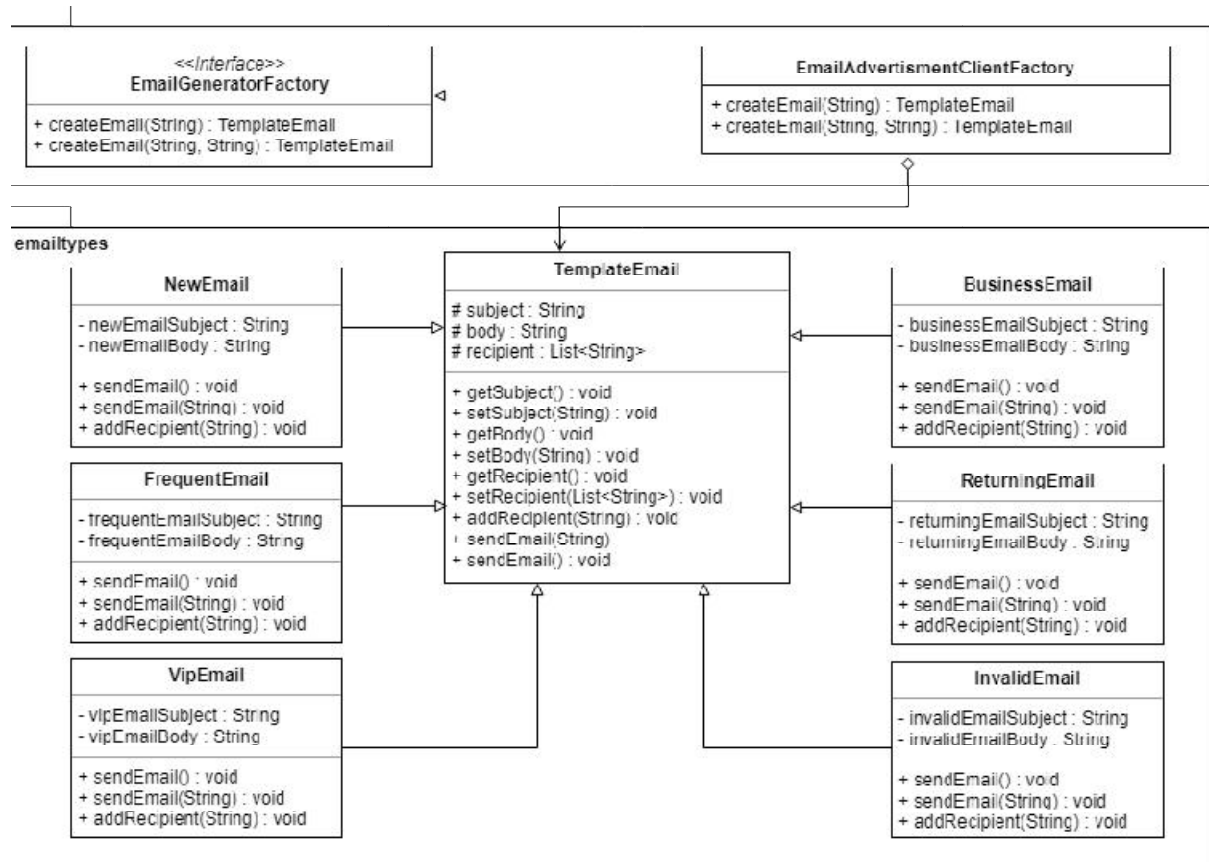 <<Interface>>
EmailGeneratorFactory
+ createEmail(String) : TemplateEmail
+ createEmail(String, String) : TemplateEmail
EmailAdvertismentClientFactory
+ createEmail(String) : TemplateEmail
+ createEmail(String, String) : TemplateEmail
emailtypes
NewEmail
- newEmailSubject : String
- newEmailBody : String
+ sendEmail() : void
+ sendEmail(String) : void
+ addRecipient(String) : void
FrequentEmail
- frequentEmailSubject : String
- frequentEmailBody : String
+ sendEmail() : void
+ sendEmail(String) : void
+ addRecipient(String) : void
VipEmail
- vipEmailSubject : String
- vipEmailBody : String
+ sendEmail() : void
+ sendEmail(String) : void
+ addRecipient(String) : void
TemplateEmail
# subject : String
# body : String
# recipient : List<String>
+ getSubject() : void
+ setSubject(String) : void
+ getBody() : void
+ setBody(String) : void
+ getRecipient() : void
+ setRecipient(List<String>) : void
+ addRecipient(String) : void
+ sendEmail(String)
+ sendEmail() : void
BusinessEmail
- businessEmailSubject : String
- businessEmailBody : String
+ sendEmail() : void
+ sendEmail(String) : void
+ addRecipient(String) : void
ReturningEmail
- returningEmailSubject : String
- returningEmailBody : String
+ sendEmail() : void
+ sendEmail(String) : void
+ addRecipient(String) : void
InvalidEmail
- invalidEmailSubject : String
- invalidEmailBody : String
+ sendEmail() : void
+ sendEmail(String) : void
+ addRecipient(String) : void